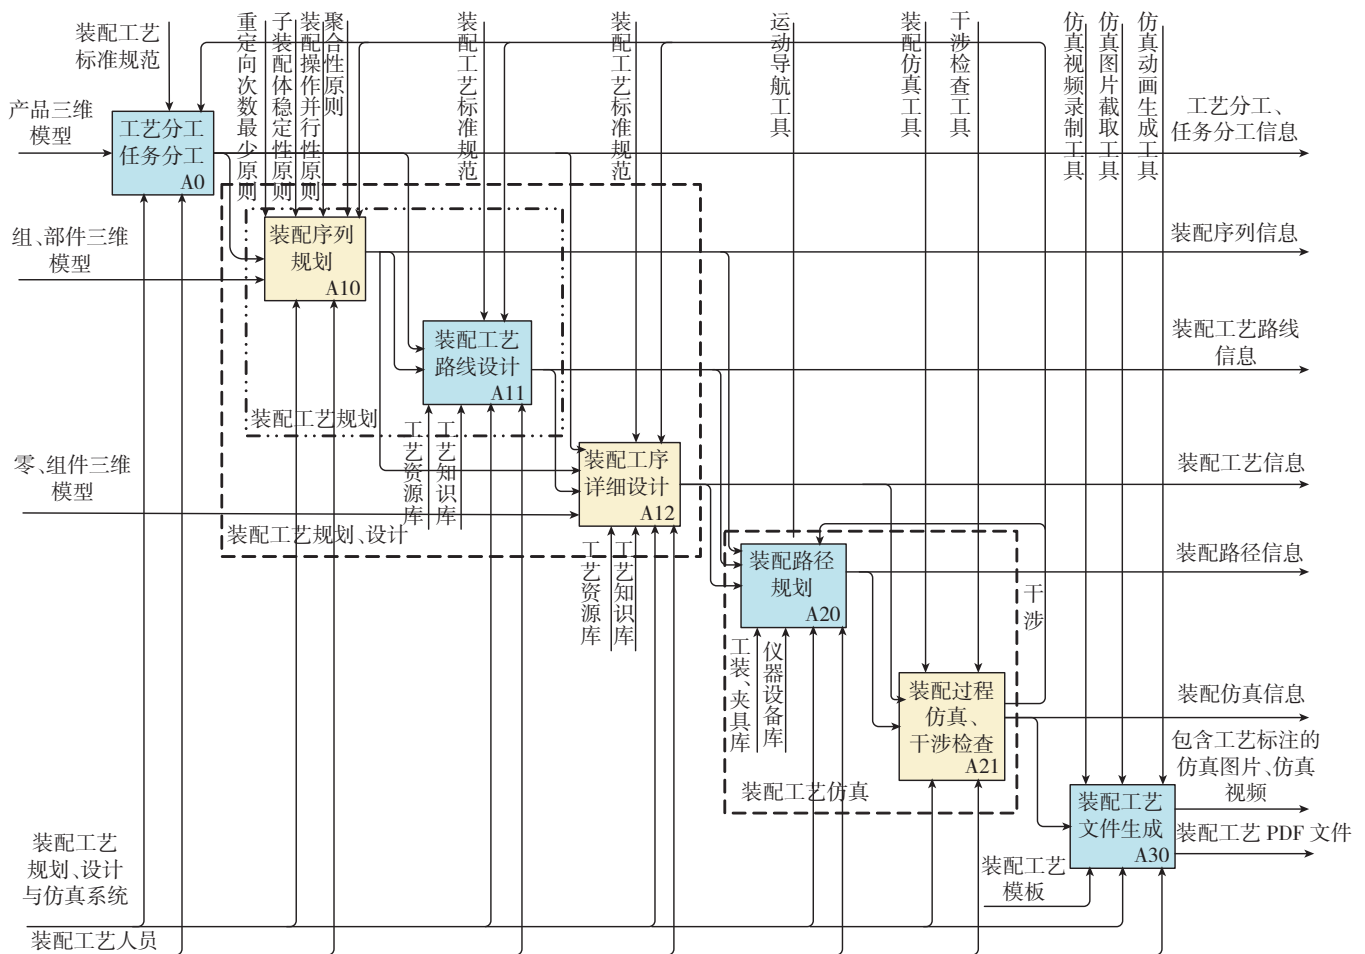 装配工艺
标准规范
重定向次数最少原则
子装配体稳定性原则
装配操作并行性原则
聚合性原则
装配工艺标准规范
装配工艺标准规范
运动导航工具
装配仿真工具
干涉检查工具
仿真视频录制工具
仿真图片截取工具
仿真动画生成工具
产品三维
模型
工艺分工
任务分工
A0
工艺分工、
任务分工信息
组、部件三维
模型
装配序列
规划
A10
装配序列信息
装配工艺
路线设计
A11
装配工艺路线
信息
装配工艺规划
工艺资源库
工艺知识库
零、组件三维
模型
装配工序
详细设计
A12
装配工艺信息
装配工艺规划、设计
工艺资源库
工艺知识库
装配路径
规划
A20
装配路径信息
干涉
工装、夹具库
仪器设备库
装配过程
仿真、
干涉检查
A21
装配仿真信息
装配工艺仿真
包含工艺标注的
仿真图片、仿真
视频
装配工艺
文件生成
A30
装配工艺 PDF 文件
装配工艺
模板
装配工艺
规划、设计
与仿真系统
装配工艺人员